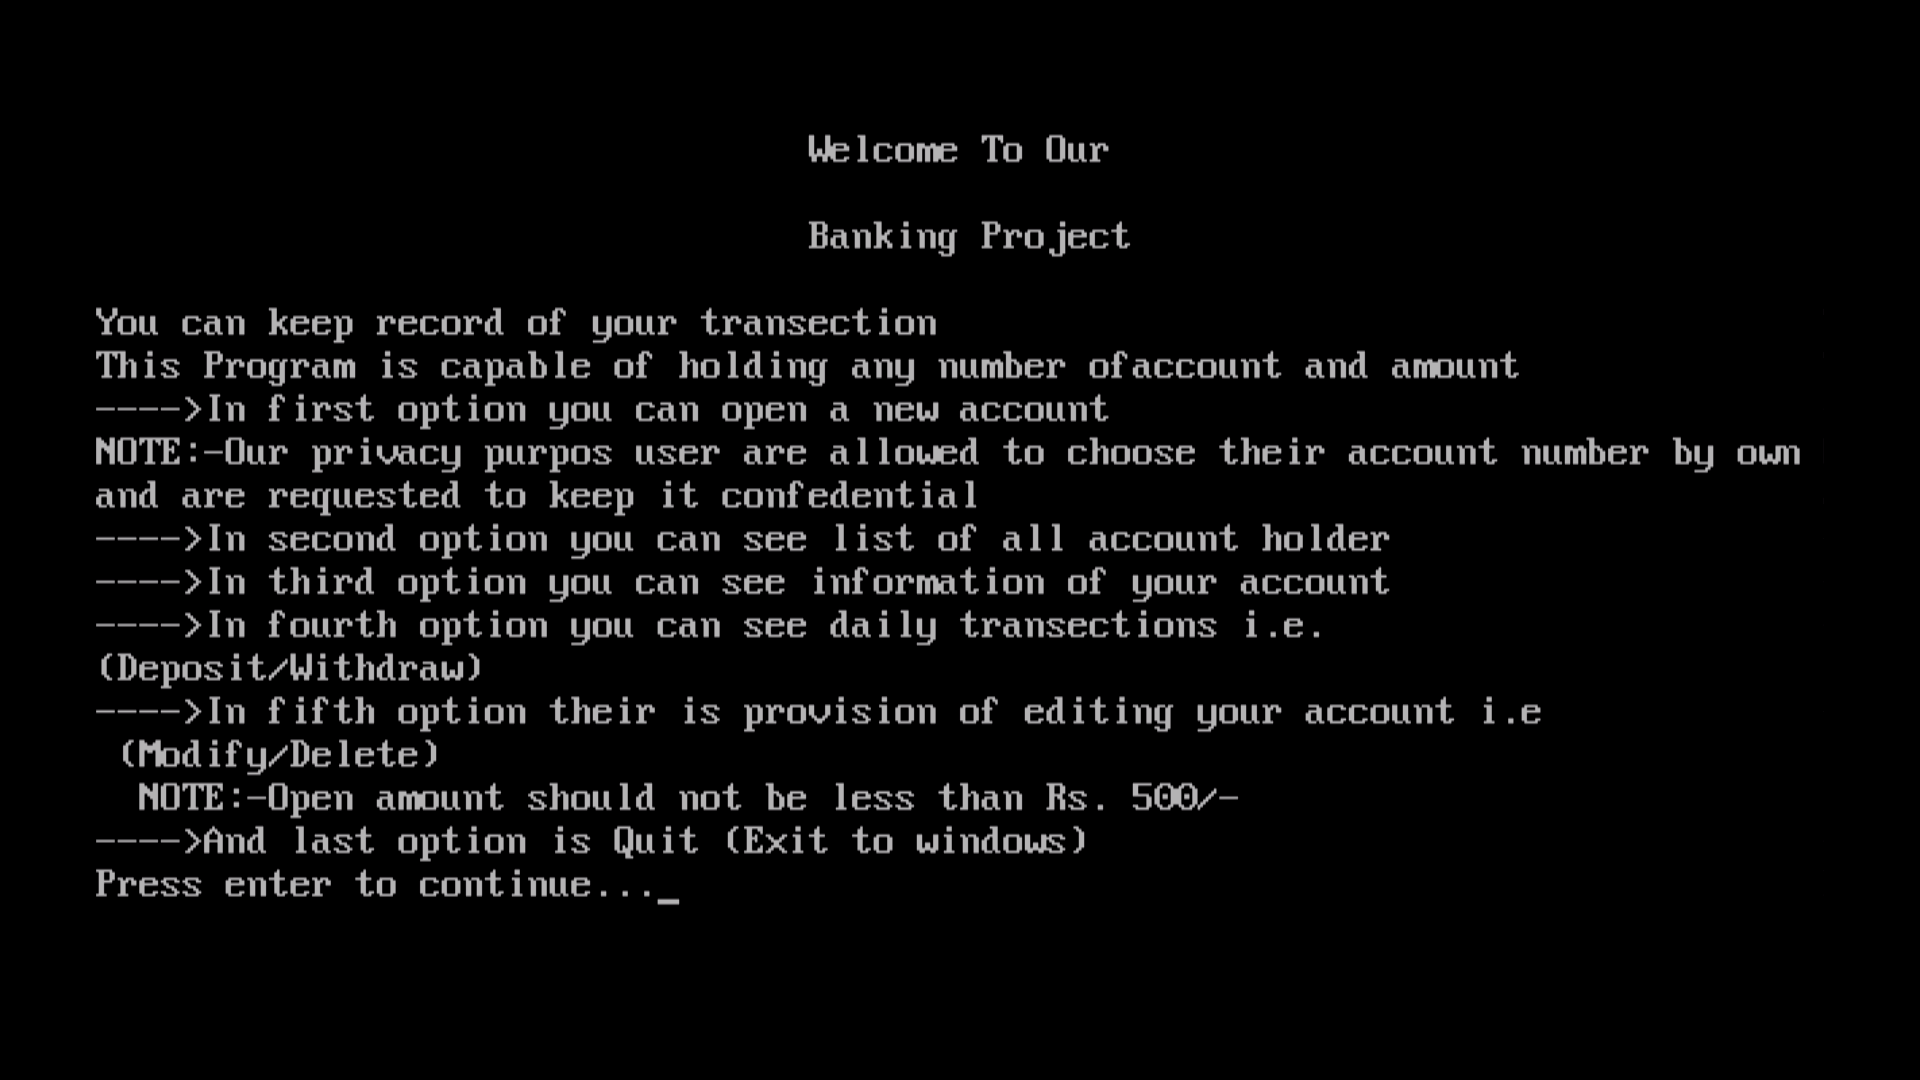 Welcome To Our
Banking Project
You can keep record of your transection
This Program is capable of holding any number ofaccount and amount
---->In first option you can open a new account
NOTE:-Our privacy purpos user are allowed to choose their account number by own
and are requested to keep it confedential
---->In second option you can see list of all account holder
---->In third option you can see information of your account
---->In fourth option you can see daily transections i.e.
(Deposit/Withdraw)
---->In fifth option their is provision of editing your account i.e
(Modify/Delete)
NOTE:-Open amount should not be less than Rs. 500/-
---->And last option is Quit (Exit to windows)
Press enter to continue..._